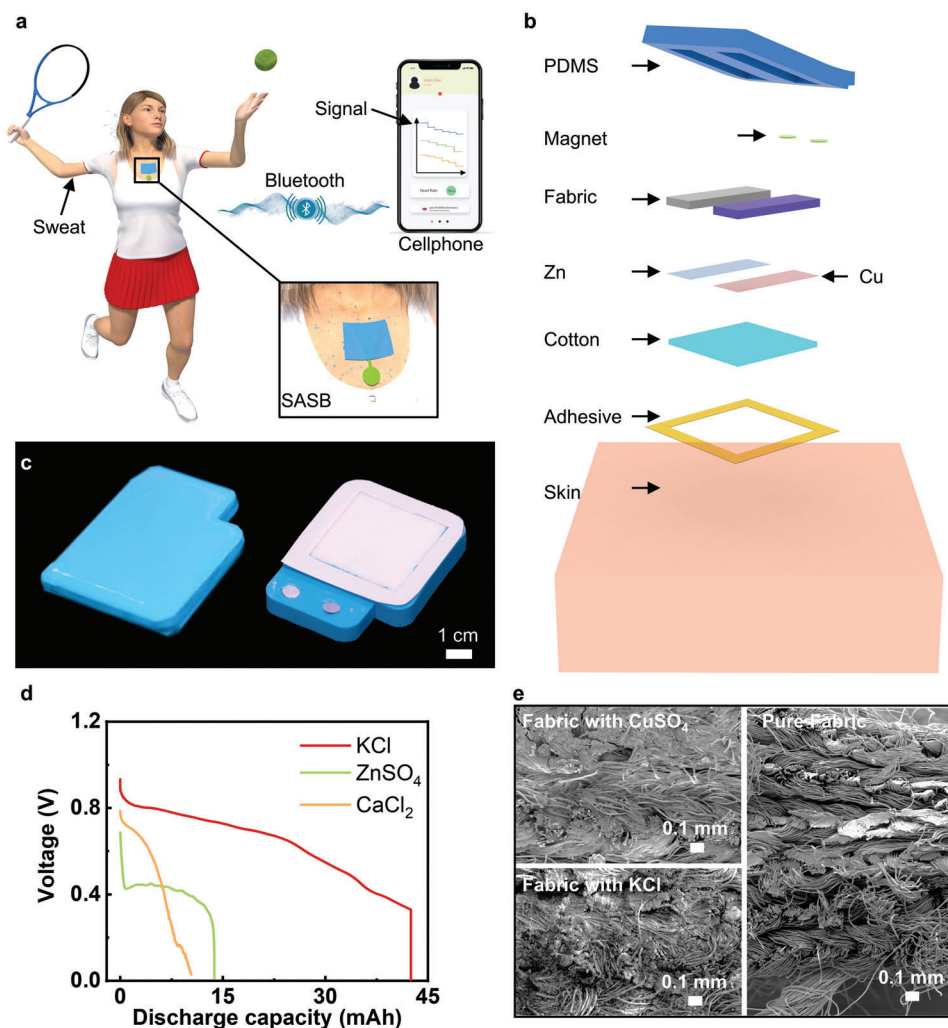 a
Signal
Bluetooth
Sweat
Cellphone
SASB
b
PDMS
Magnet
Fabric
Zn
Cu
Cotton
Adhesive
Skin
c
1 cm
d
Voltage (V)
1.2
0.8
0.4
0.0
KCl
ZnSO₄
CaCl₂
0 15 30 45
Discharge capacity (mAh)
e
Fabric with CuSO₄
0.1 mm
Fabric with KCl
0.1 mm
Pure Fabric
0.1 mm